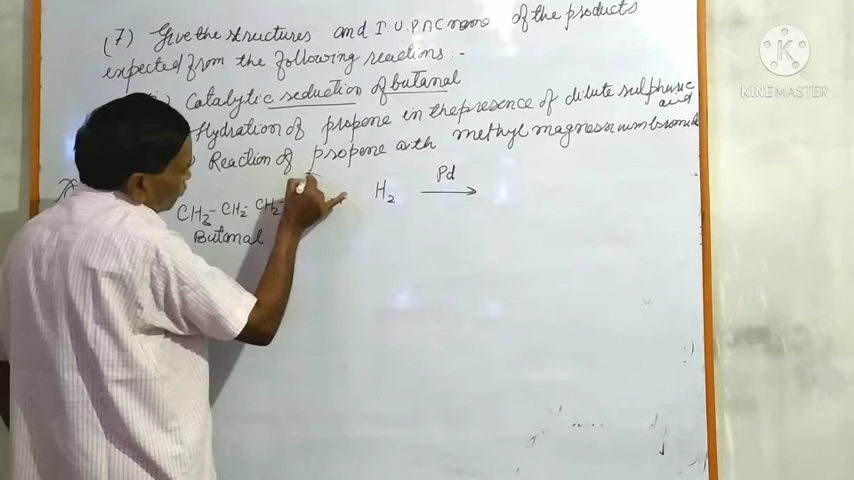 (7) Give the structures and I.U.PAC name of the products
expected from the following reactions:-
Catalytic reduction of butanal
Hydration of propene in the presence of dilute sulphuric acid
Reaction of propene with methyl magnesium bromide
CH2-CH2-CH2- H2 Pd
Butanal
K
KINEMASTER